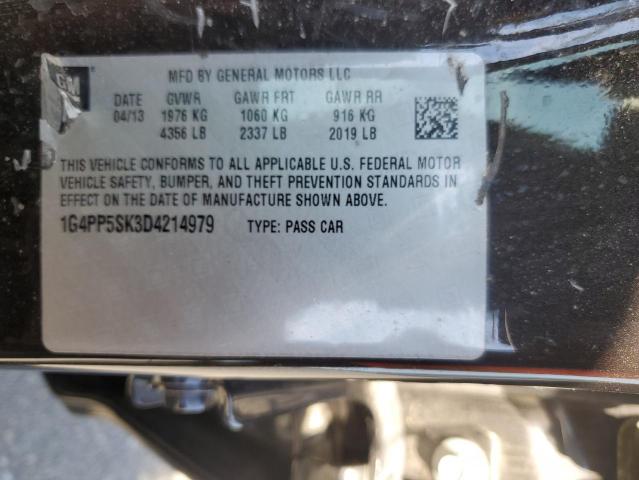 GM
MFD BY GENERAL MOTORS LLC
DATE GVWR GAWR FRT GAWR RR
04/13 1976 KG 1060 KG 916 KG
4356 LB 2337 LB 2019 LB
THIS VEHICLE CONFORMS TO ALL APPLICABLE U.S. FEDERAL MOTOR
VEHICLE SAFETY, BUMPER, AND THEFT PREVENTION STANDARDS IN
EFFECT ON THE DATE OF MANUFACTURE SHOWN ABOVE.
1G4PP5SK3D4214979 TYPE: PASS CAR